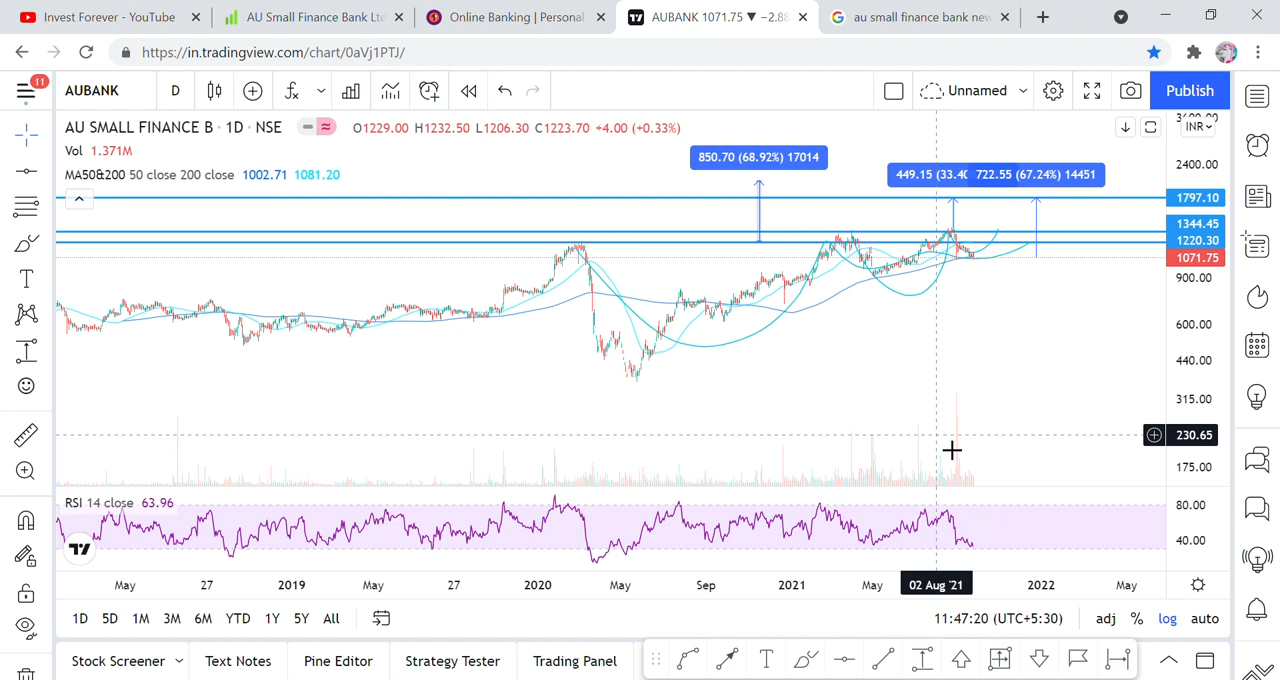 Invest Forever - YouTube
AU Small Finance Bank Ltd
Online Banking | Personal
AUBANK 1071.75 ▼ −2.88
au small finance bank new
https://in.tradingview.com/chart/0aVj1PTJ/
11
AUBANK
D
Unnamed
Publish
AU SMALL FINANCE B · 1D · NSE
O1229.00 H1232.50 L1206.30 C1223.70 +4.00 (+0.33%)
INR
Vol 1.371M
MA50&200 50 close 200 close 1002.71 1081.20
850.70 (68.92%) 17014
449.15 (33.40
722.55 (67.24%) 14451
2400.00
1797.10
1344.45
1220.30
1071.75
900.00
600.00
440.00
315.00
230.65
175.00
RSI 14 close 63.96
80.00
40.00
May
27
2019
May
27
2020
May
Sep
2021
May
02 Aug '21
2022
May
1D 5D 1M 3M 6M YTD 1Y 5Y All
11:47:20 (UTC+5:30)
adj % log auto
Stock Screener
Text Notes
Pine Editor
Strategy Tester
Trading Panel